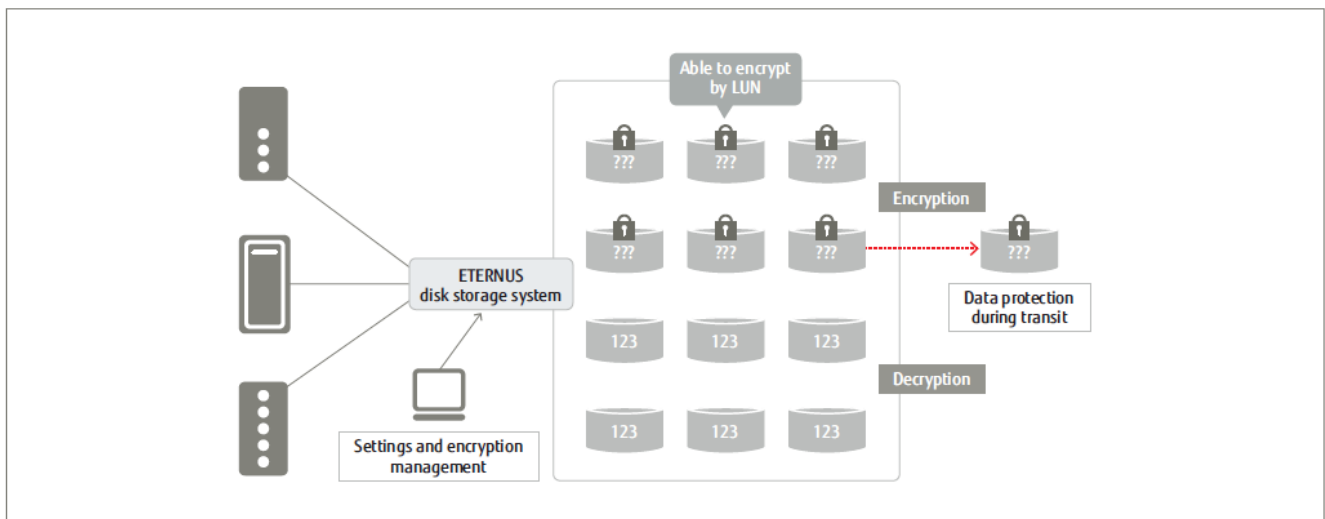 Able to encrypt
by LUN
??? ??? ???
Encryption
??? ??? ??? ???
ETERNUS
disk storage system
Data protection
during transit
123 123 123
Decryption
123 123 123
Settings and encryption
management